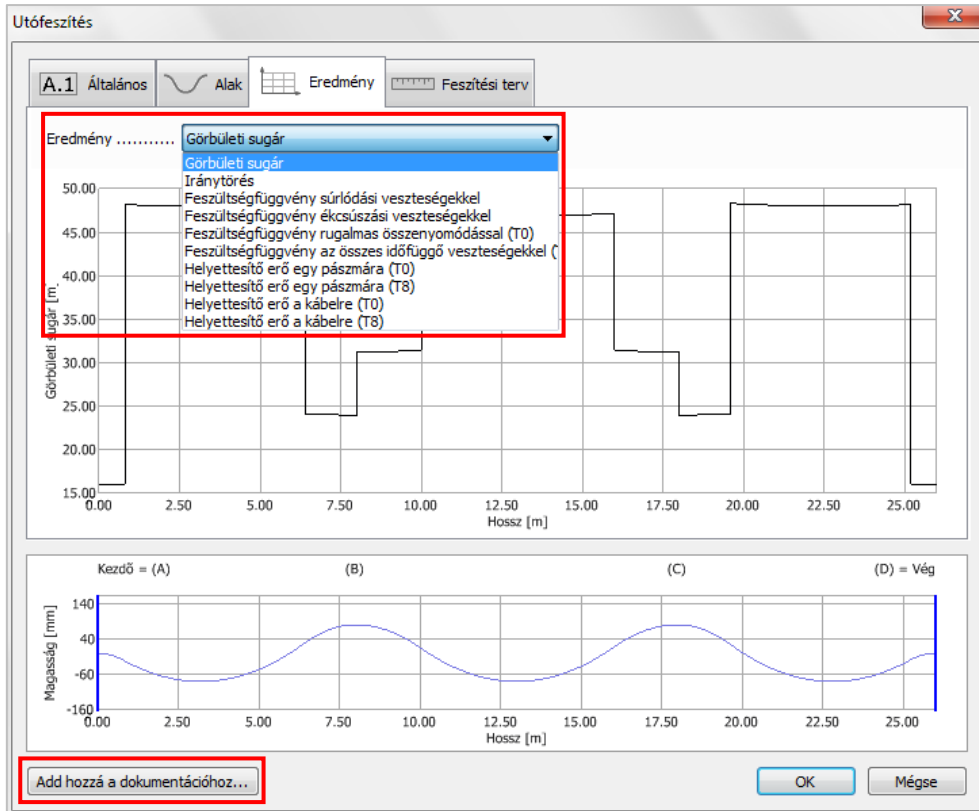 Utófeszítés
A.1 Általános Alak Eredmény Feszítési terv
Eredmény ........... Görbületi sugár
Görbületi sugár
Iránytörés
Feszültségfüggvény súrlódási veszteségekkel
Feszültségfüggvény ékcsúszási veszteségekkel
Feszültségfüggvény rugalmas összenyomódással (T0)
Feszültségfüggvény az összes időfüggő veszteségekkel (
Helyettesítő erő egy pászmára (T0)
Helyettesítő erő egy pászmára (T8)
Helyettesítő erő a kábelre (T0)
Helyettesítő erő a kábelre (T8)
Görbületi sugár [m]
50.00
45.00
40.00
35.00
30.00
25.00
20.00
15.00
0.00 2.50 5.00 7.50 10.00 12.50 15.00 17.50 20.00 22.50 25.00
Hossz [m]
Kezdő = (A) (B) (C) (D) = Vég
Magasság [mm]
140
40
-60
-160
0.00 2.50 5.00 7.50 10.00 12.50 15.00 17.50 20.00 22.50 25.00
Hossz [m]
Add hozzá a dokumentációhoz... OK Mégse